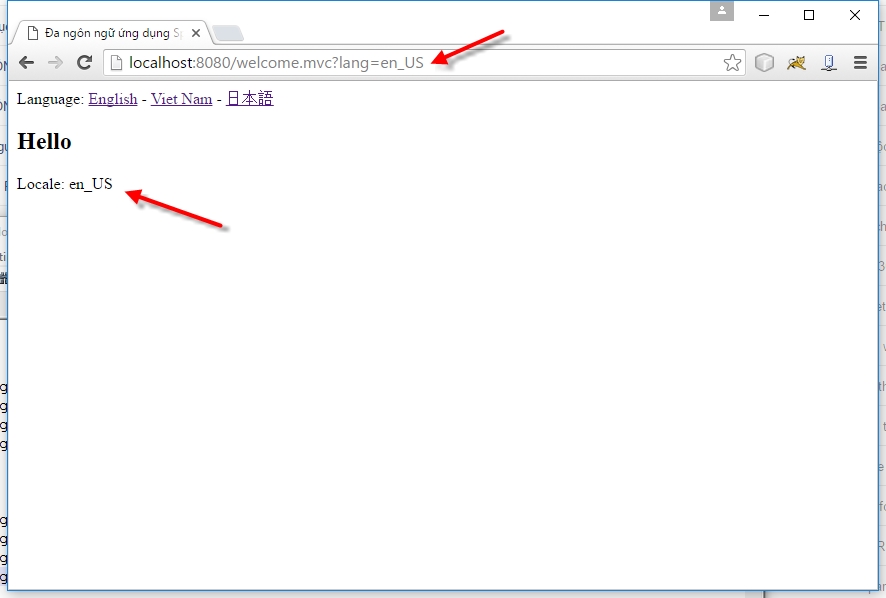 Đa ngôn ngữ ứng dụng
localhost:8080/welcome.mvc?lang=en_US
Language: English - Viet Nam - 日本語
Hello
Locale: en_US